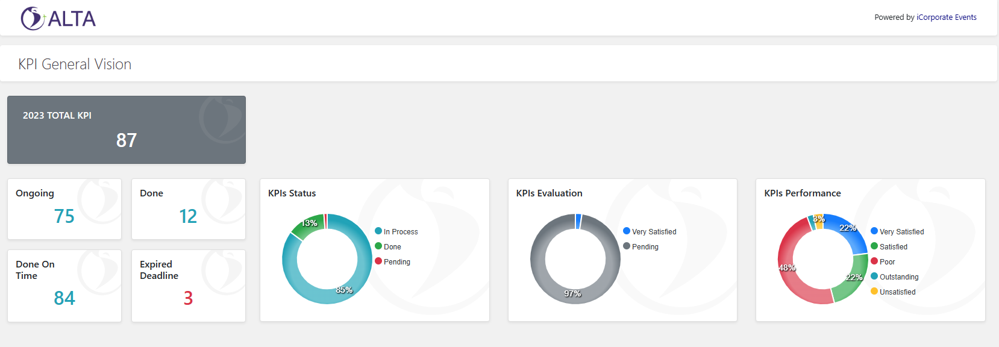 ALTA
Powered by iCorporate Events
KPI General Vision
2023 TOTAL KPI
87
Ongoing
75
Done
12
Done On
Time
84
Expired
Deadline
3
KPIs Status
13%
85%
In Process
Done
Pending
KPIs Evaluation
97%
Very Satisfied
Pending
KPIs Performance
3%
22%
48%
22%
Very Satisfied
Satisfied
Poor
Outstanding
Unsatisfied